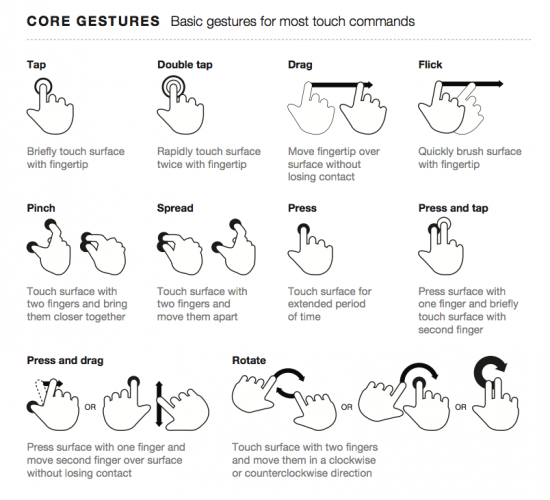 CORE GESTURES Basic gestures for most touch commands
Tap
Briefly touch surface
with fingertip
Double tap
Rapidly touch surface
twice with fingertip
Drag
Move fingertip over
surface without
losing contact
Flick
Quickly brush surface
with fingertip
Pinch
Touch surface with
two fingers and bring
them closer together
Spread
Touch surface with
two fingers and
move them apart
Press
Touch surface for
extended period
of time
Press and tap
Press surface with
one finger and briefly
touch surface with
second finger
Press and drag
OR
Press surface with one finger and
move second finger over surface
without losing contact
Rotate
OR
OR
Touch surface with two fingers
and move them in a clockwise
or counterclockwise direction